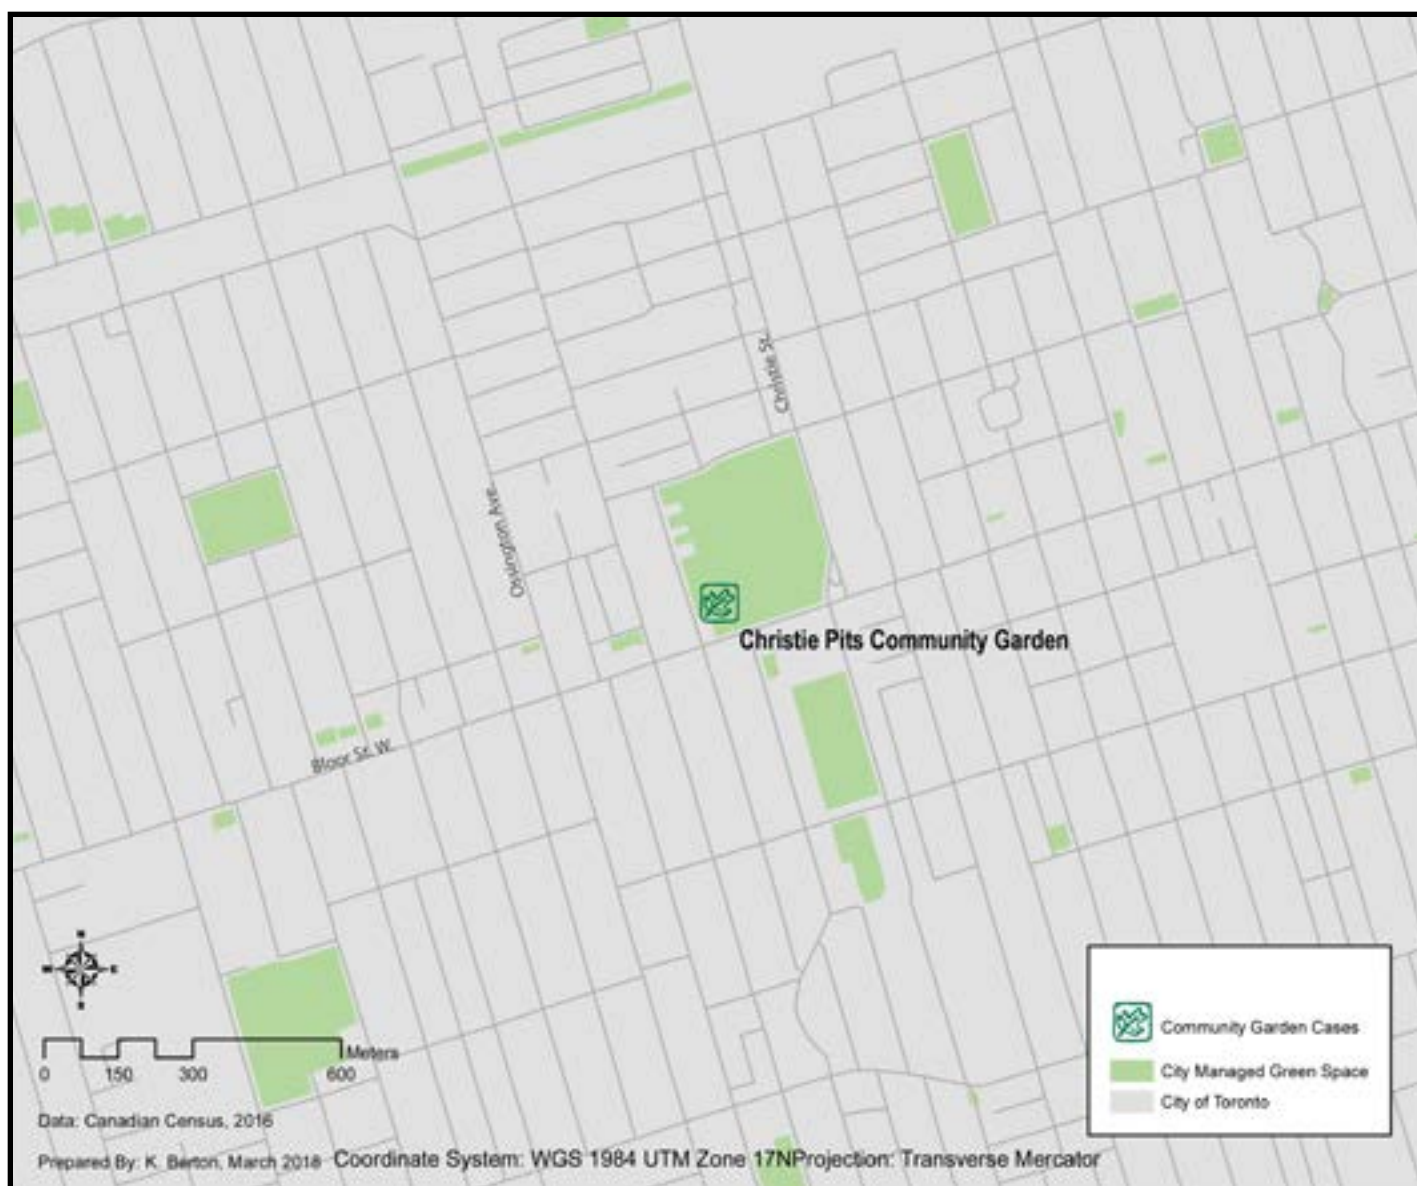 Christie St.
Ossington Ave.
Christie Pits Community Garden
Bloor St. W.
N
W E
S
Meters
0 150 300 600
Data: Canadian Census, 2016
Prepared By: K. Berton, March 2018 Coordinate System: WGS 1984 UTM Zone 17NProjection: Transverse Mercator
Community Garden Cases
City Managed Green Space
City of Toronto